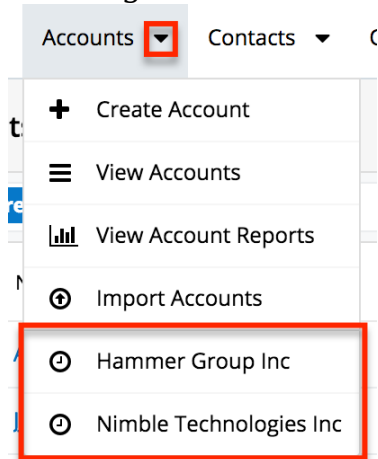 Accounts Contacts
Create Account
View Accounts
View Account Reports
Import Accounts
Hammer Group Inc
Nimble Technologies Inc